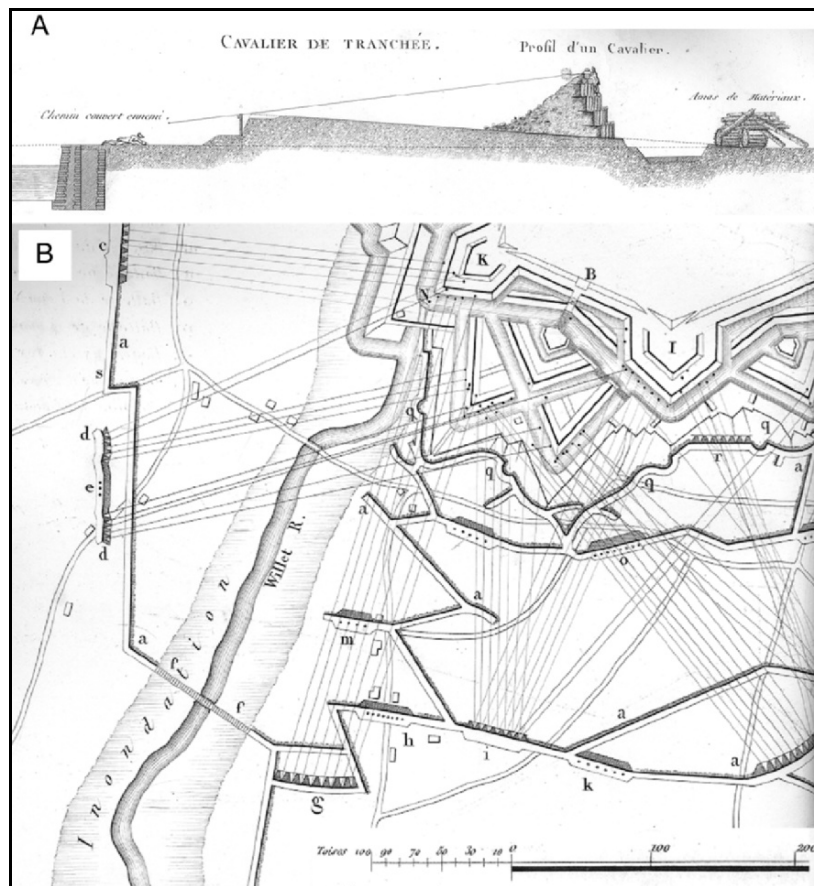 A
CAVALIER DE TRANCHÉE.
Profil d'un Cavalier.
Chemin couvert ennemi.
Amas de Matériaux.
B
c
K
B
N
I
a
s
q
q
d
q
r
q
U
a
e
a
o
d
a
m
a
f
f
a
h
i
k
a
g
Inondation
Willet R.
Toises 100 90 70 50 30 10 0 100 200